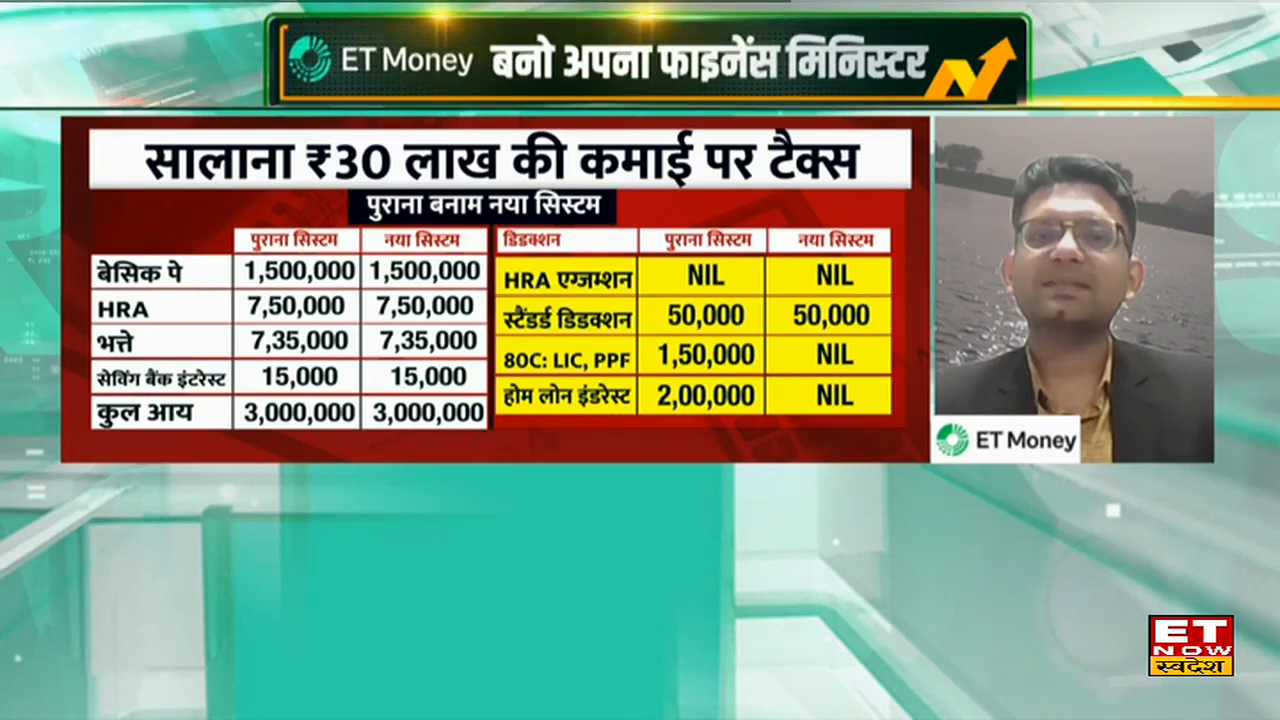 ET Money बनो अपना फाइनेंस मिनिस्टर
सालाना ₹30 लाख की कमाई पर टैक्स
पुराना बनाम नया सिस्टम
पुराना सिस्टम नया सिस्टम
बेसिक पे 1,500,000 1,500,000
HRA 7,50,000 7,50,000
भत्ते 7,35,000 7,35,000
सेविंग बैंक इंटरेस्ट 15,000 15,000
कुल आय 3,000,000 3,000,000
डिडक्शन पुराना सिस्टम नया सिस्टम
HRA एग्जम्शन NIL NIL
स्टैंडर्ड डिडक्शन 50,000 50,000
80C: LIC, PPF 1,50,000 NIL
होम लोन इंडरेस्ट 2,00,000 NIL
ET Money
ET
NOW
स्वदेश